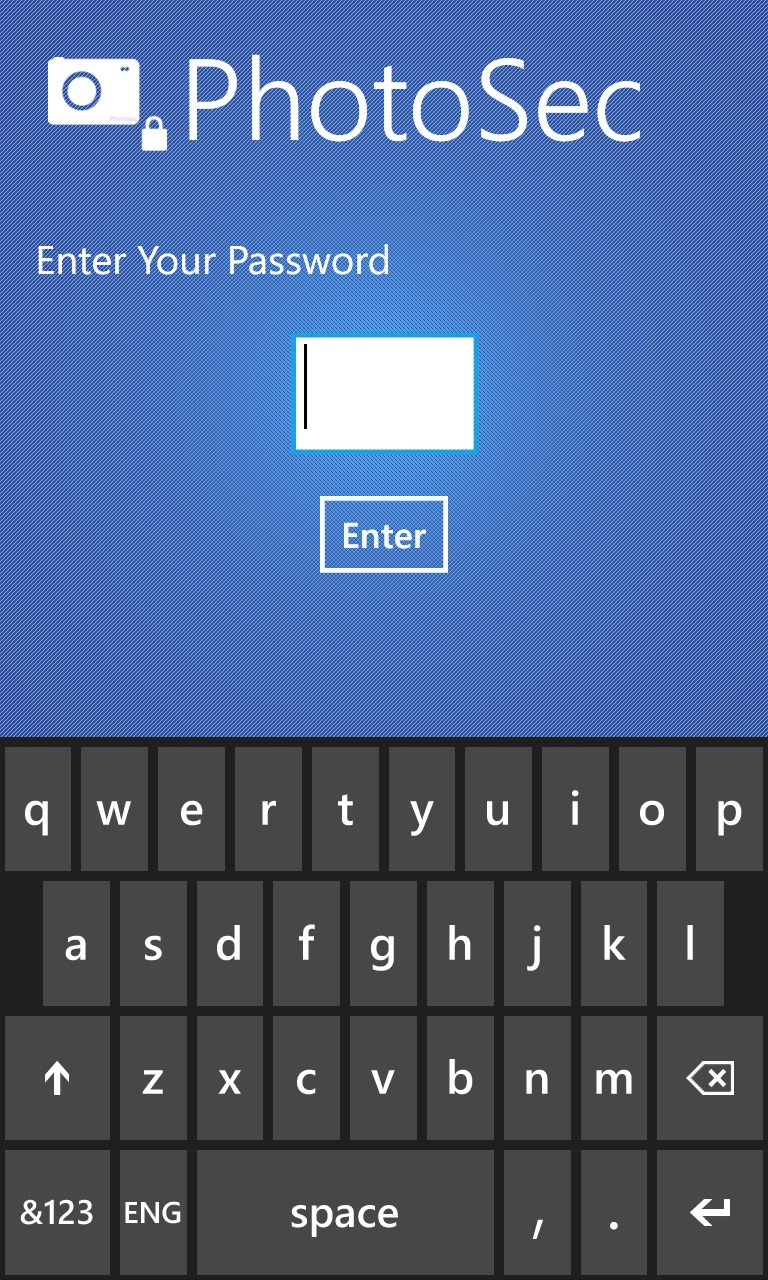 PhotoSec
Enter Your Password
Enter
q w e r t y u i o p
a s d f g h j k l
z x c v b n m
&123 ENG space , .